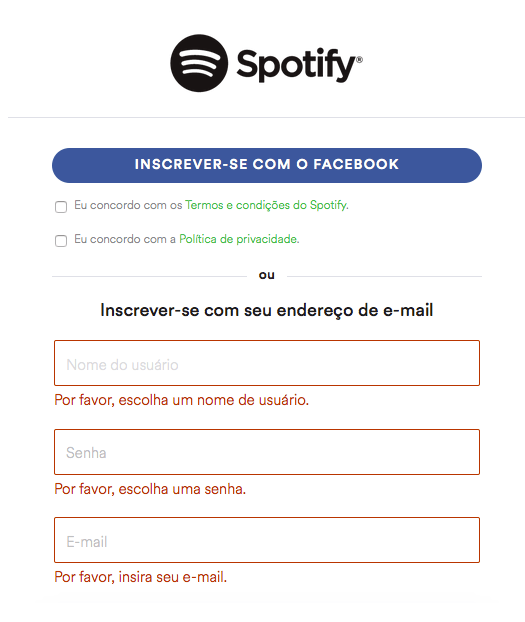 Spotify®
INSCREVER-SE COM O FACEBOOK
Eu concordo com os Termos e condições do Spotify.
Eu concordo com a Política de privacidade.
ou
Inscrever-se com seu endereço de e-mail
Nome do usuário
Por favor, escolha um nome de usuário.
Senha
Por favor, escolha uma senha.
E-mail
Por favor, insira seu e-mail.